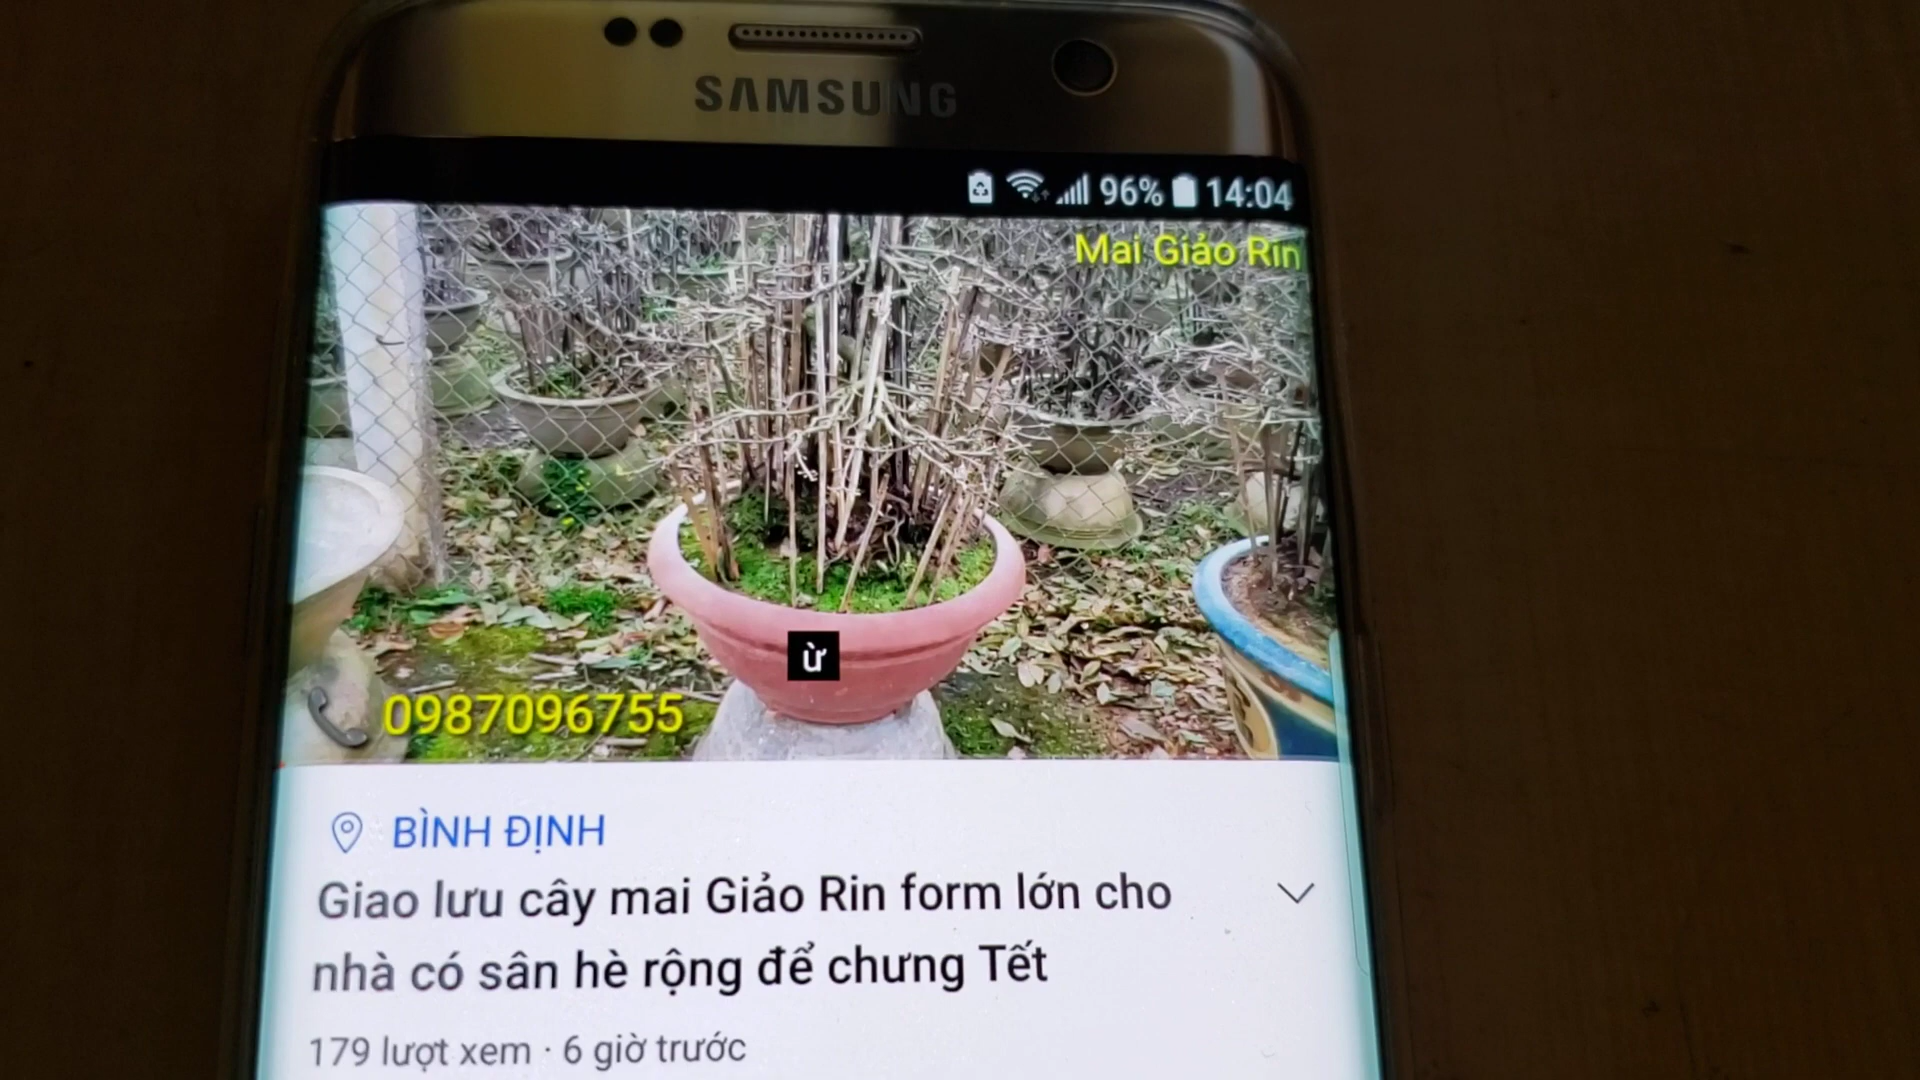 SAMSUNG
96% 14:04
Mai Giảo Rin
ừ
0987096755
BÌNH ĐỊNH
Giao lưu cây mai Giảo Rin form lớn cho
nhà có sân hè rộng để chưng Tết
179 lượt xem · 6 giờ trước